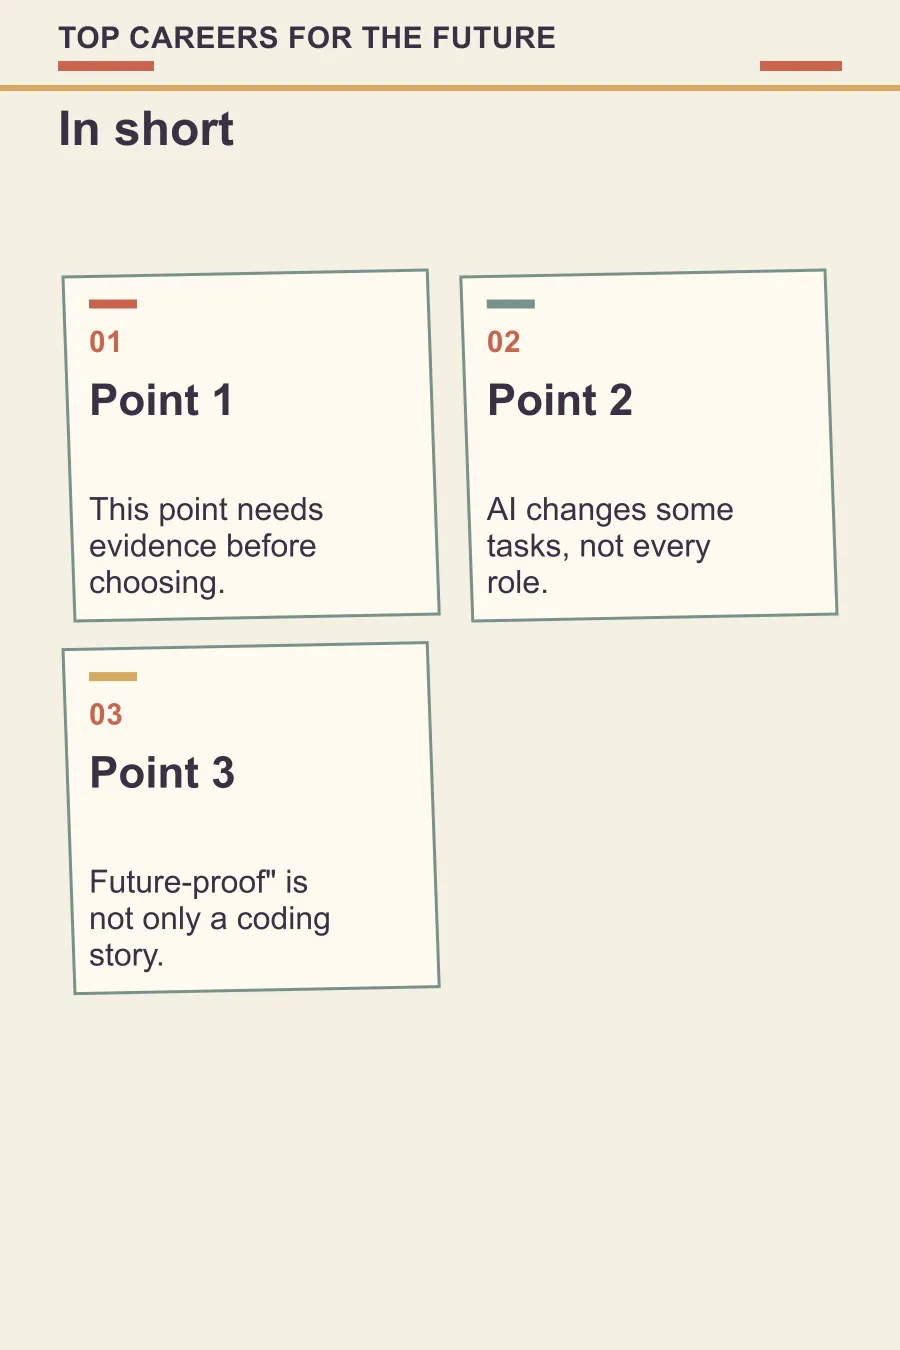 TOP CAREERS FOR THE FUTURE
In short
01
Point 1
This point needs
evidence before
choosing.
02
Point 2
AI changes some
tasks, not every
role.
03
Point 3
Future-proof" is
not only a coding
story.